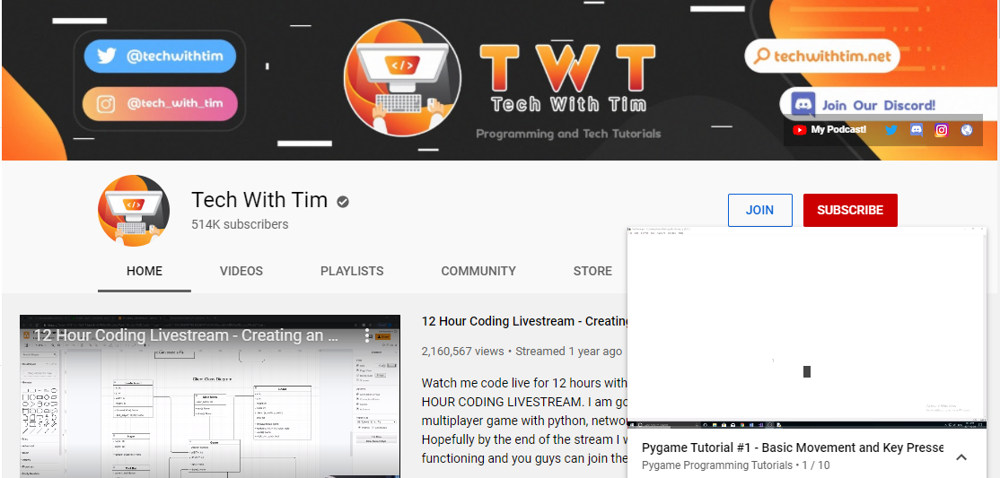 @techwithtim
@tech_with_tim
</>
TWT
Tech With Tim
Programming and Tech Tutorials
techwithtim.net
Join Our Discord!
My Podcast!
Tech With Tim
514K subscribers
JOIN
SUBSCRIBE
HOME
VIDEOS
PLAYLISTS
COMMUNITY
STORE
12 Hour Coding Livestream - Creating an ...
Client Class Diagram
12 Hour Coding Livestream - Creating
2,160,567 views • Streamed 1 year ago
Watch me code live for 12 hours with
HOUR CODING LIVESTREAM. I am go
multiplayer game with python, networ
Hopefully by the end of the stream I w
functioning and you guys can join the
Pygame Tutorial #1 - Basic Movement and Key Presse
Pygame Programming Tutorials • 1 / 10